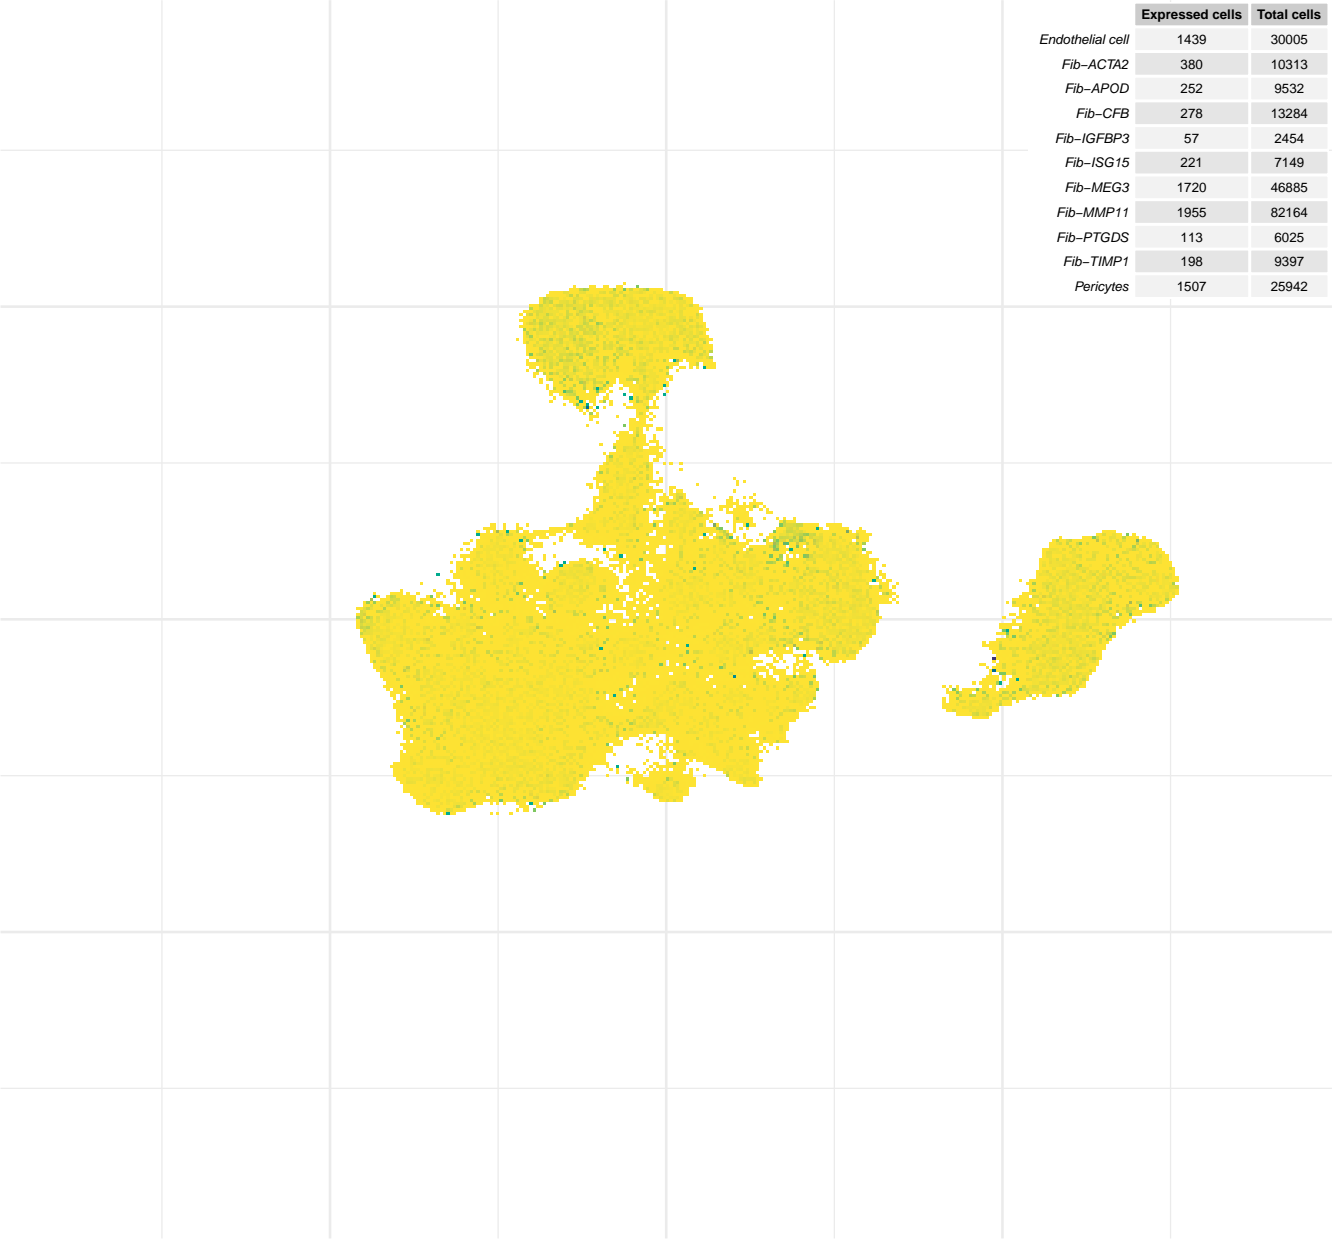 Expressed cells Total cells
Endothelial cell 1439 30005
Fib−ACTA2 380 10313
Fib−APOD 252 9532
Fib−CFB 278 13284
Fib−IGFBP3 57 2454
Fib−ISG15 221 7149
Fib−MEG3 1720 46885
Fib−MMP11 1955 82164
Fib−PTGDS 113 6025
Fib−TIMP1 198 9397
Pericytes 1507 25942